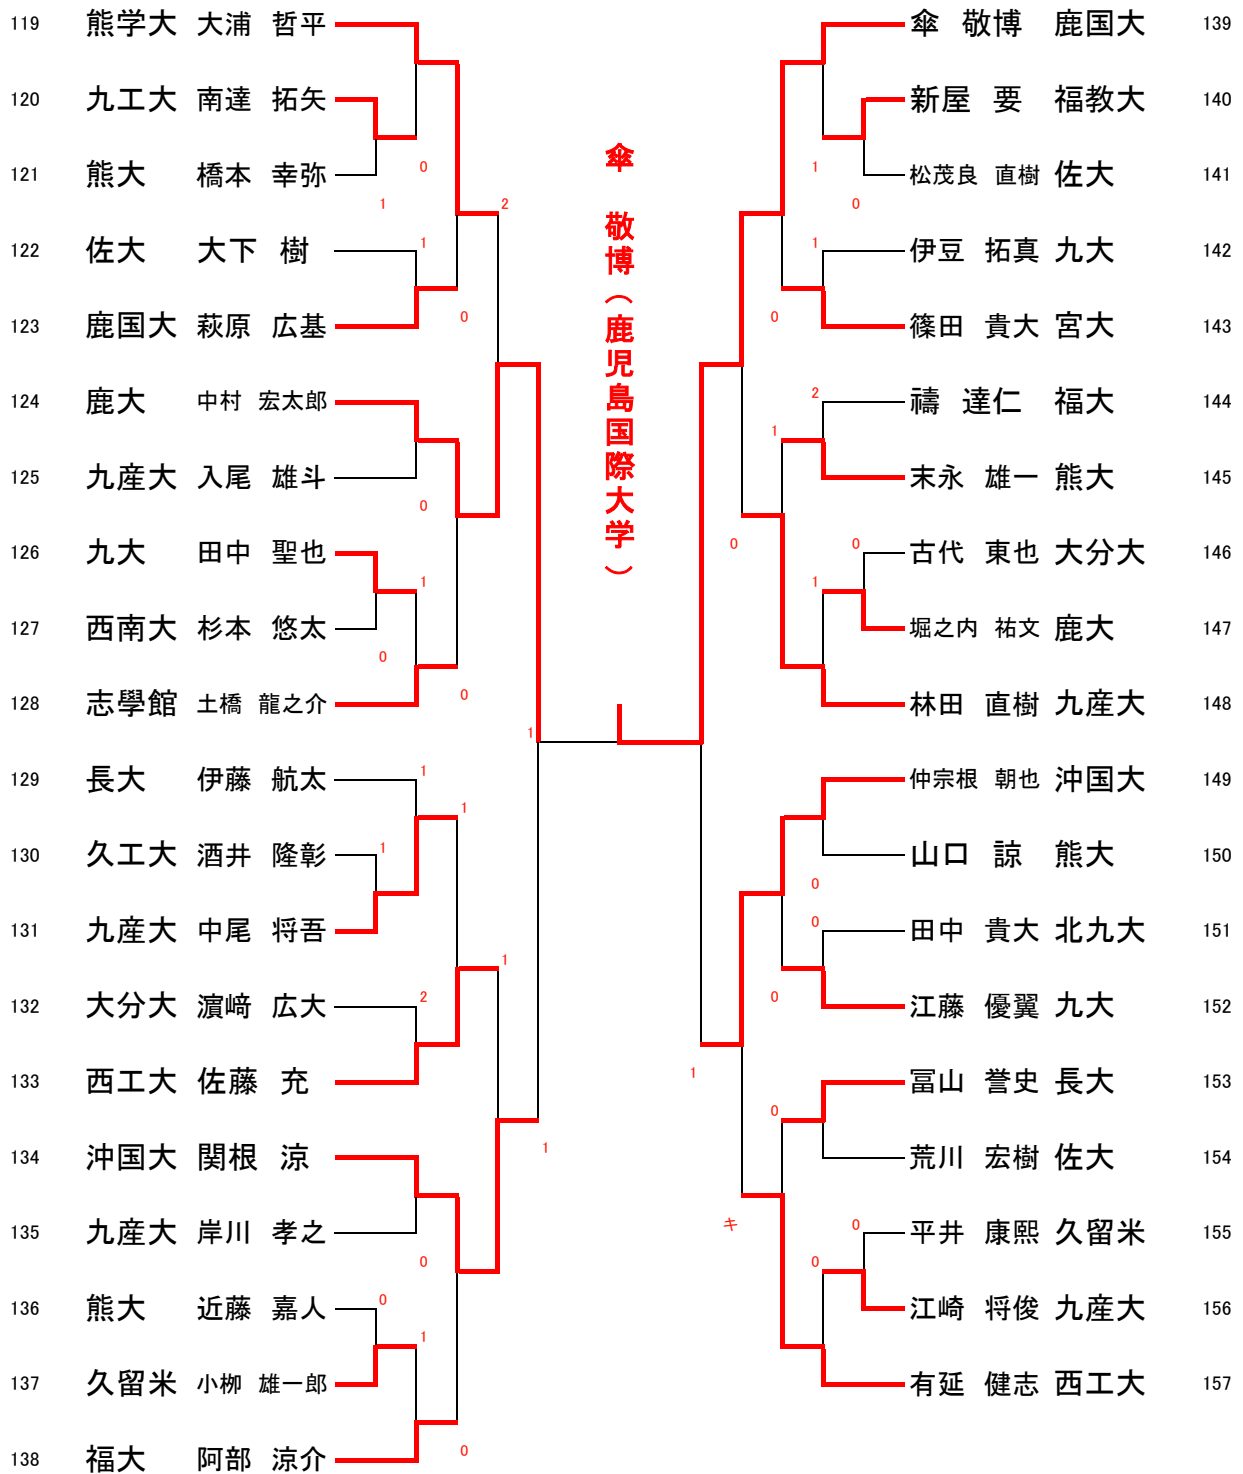 119 熊学大 大浦 哲平
120 九工大 南達 拓矢
121 熊大 橋本 幸弥
0
1
2
122 佐大 大下 樹
1
123 鹿国大 萩原 広基
0
124 鹿大 中村 宏太郎
125 九産大 入尾 雄斗
0
126 九大 田中 聖也
1
127 西南大 杉本 悠太
0
128 志學館 土橋 龍之介
0
1
129 長大 伊藤 航太
1
1
130 久工大 酒井 隆彰
1
131 九産大 中尾 将吾
1
132 大分大 濵﨑 広大
2
133 西工大 佐藤 充
134 沖国大 関根 涼
1
135 九産大 岸川 孝之
0
136 熊大 近藤 嘉人
0
1
137 久留米 小栁 雄一郎
138 福大 阿部 涼介
0
傘 敬博(鹿児島国際大学)
傘 敬博 鹿国大 139
新屋 要 福教大 140
松茂良 直樹 佐大 141
1
0
伊豆 拓真 九大 142
1
篠田 貴大 宮大 143
0
禱 達仁 福大 144
2
1
末永 雄一 熊大 145
古代 東也 大分大 146
0
0
1
堀之内 祐文 鹿大 147
林田 直樹 九産大 148
仲宗根 朝也 沖国大 149
山口 諒 熊大 150
0
田中 貴大 北九大 151
0
江藤 優翼 九大 152
0
冨山 誉史 長大 153
1
0
荒川 宏樹 佐大 154
キ
平井 康熙 久留米 155
0
0
江崎 将俊 九産大 156
有延 健志 西工大 157